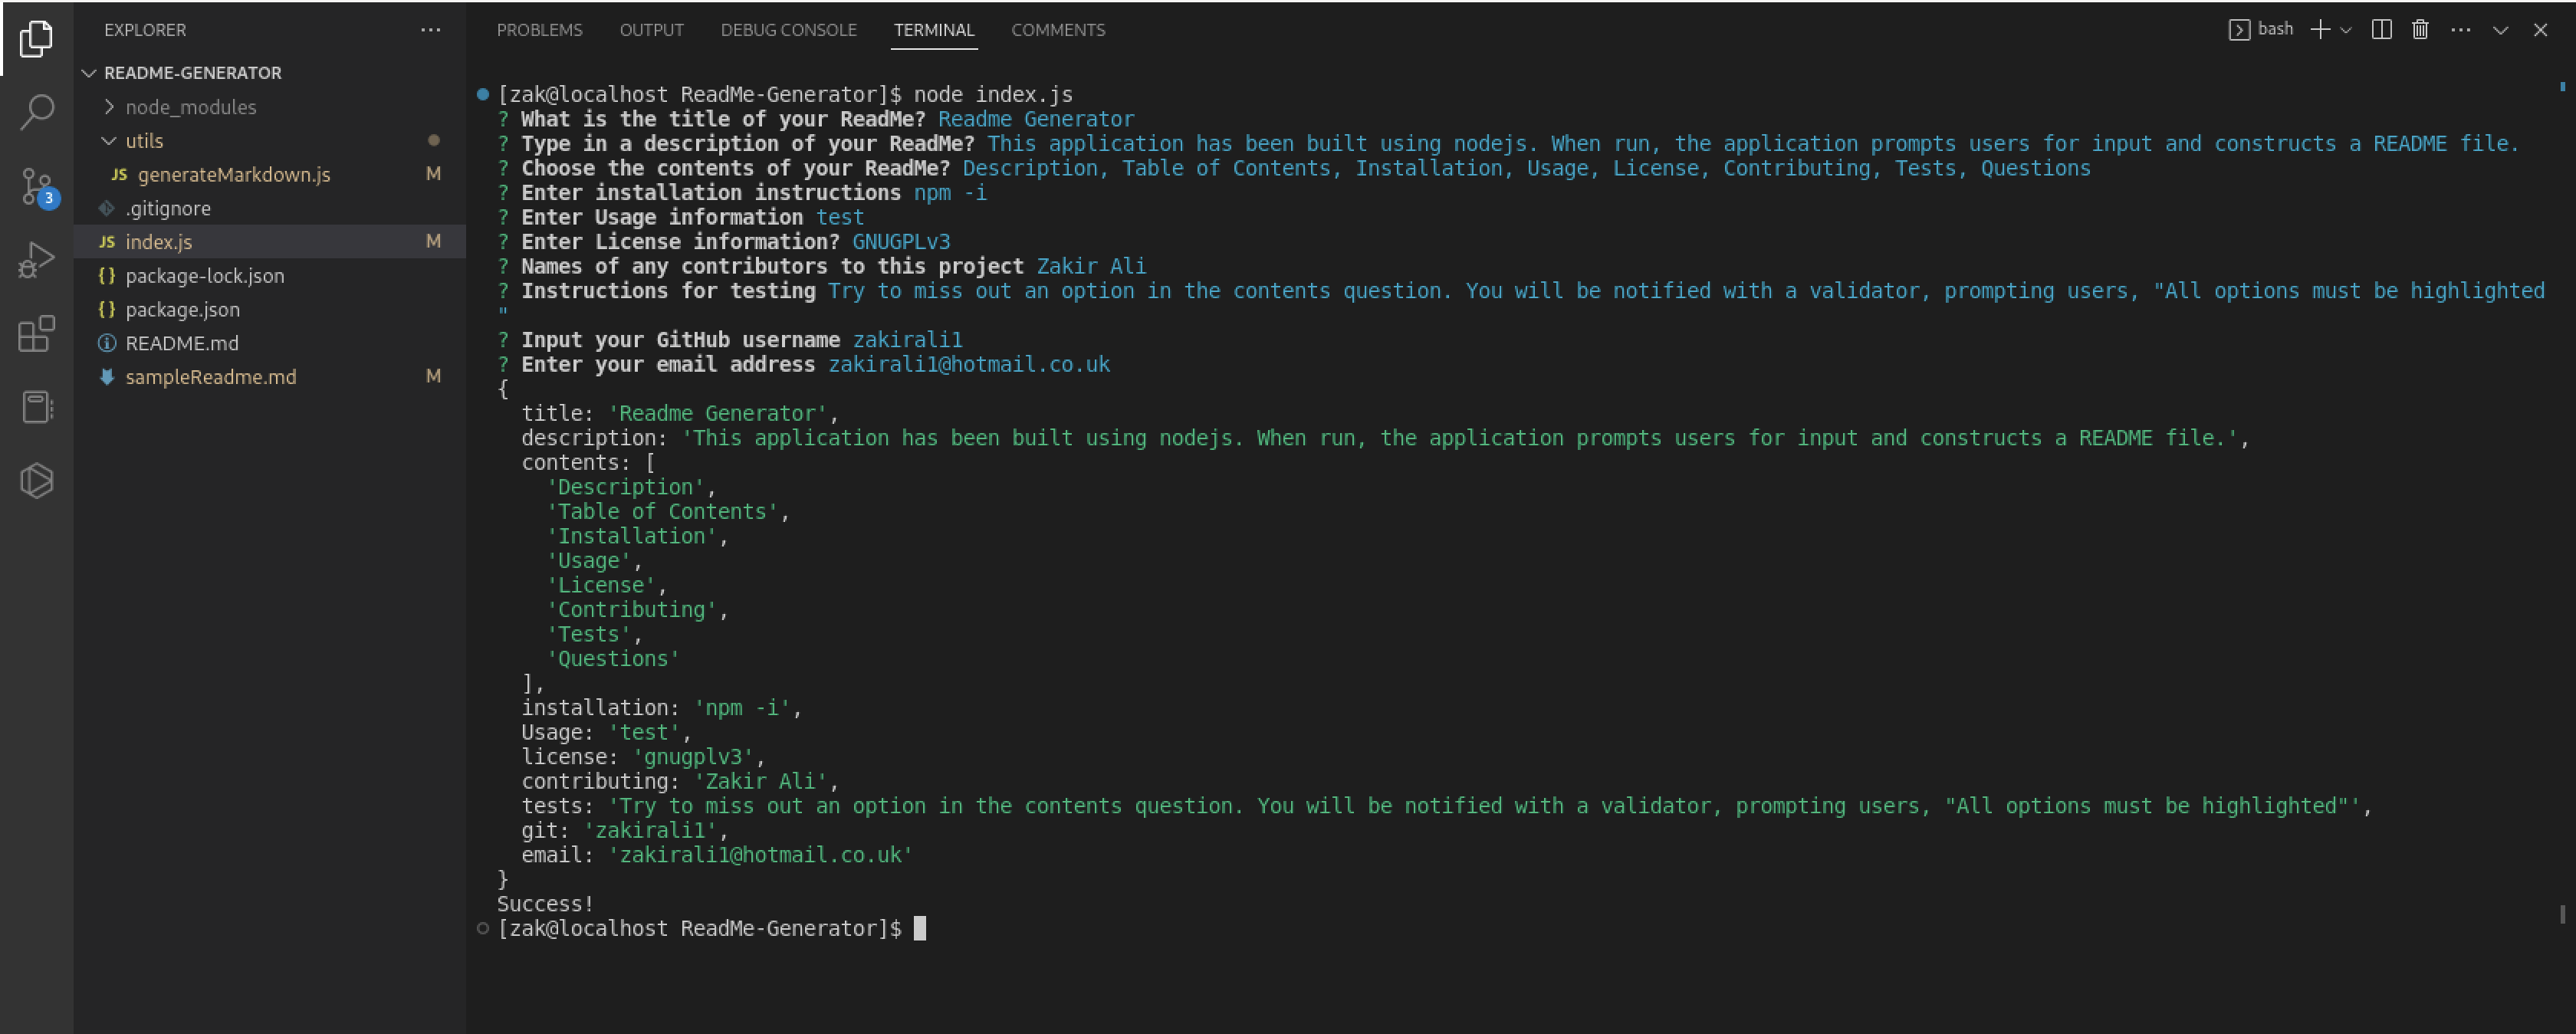 EXPLORER
README-GENERATOR
node_modules
utils
JS generateMarkdown.js M
.gitignore
JS index.js M
{} package-lock.json
{} package.json
README.md
sampleReadme.md M
3
PROBLEMS OUTPUT DEBUG CONSOLE TERMINAL COMMENTS
bash
[zak@localhost ReadMe-Generator]$ node index.js
? What is the title of your ReadMe? Readme Generator
? Type in a description of your ReadMe? This application has been built using nodejs. When run, the application prompts users for input and constructs a README file.
? Choose the contents of your ReadMe? Description, Table of Contents, Installation, Usage, License, Contributing, Tests, Questions
? Enter installation instructions npm -i
? Enter Usage information test
? Enter License information? GNUGPLv3
? Names of any contributors to this project Zakir Ali
? Instructions for testing Try to miss out an option in the contents question. You will be notified with a validator, prompting users, "All options must be highlighted
"
? Input your GitHub username zakirali1
? Enter your email address zakirali1@hotmail.co.uk
{
title: 'Readme Generator',
description: 'This application has been built using nodejs. When run, the application prompts users for input and constructs a README file.',
contents: [
'Description',
'Table of Contents',
'Installation',
'Usage',
'License',
'Contributing',
'Tests',
'Questions'
],
installation: 'npm -i',
Usage: 'test',
license: 'gnugplv3',
contributing: 'Zakir Ali',
tests: 'Try to miss out an option in the contents question. You will be notified with a validator, prompting users, "All options must be highlighted"',
git: 'zakirali1',
email: 'zakirali1@hotmail.co.uk'
}
Success!
[zak@localhost ReadMe-Generator]$